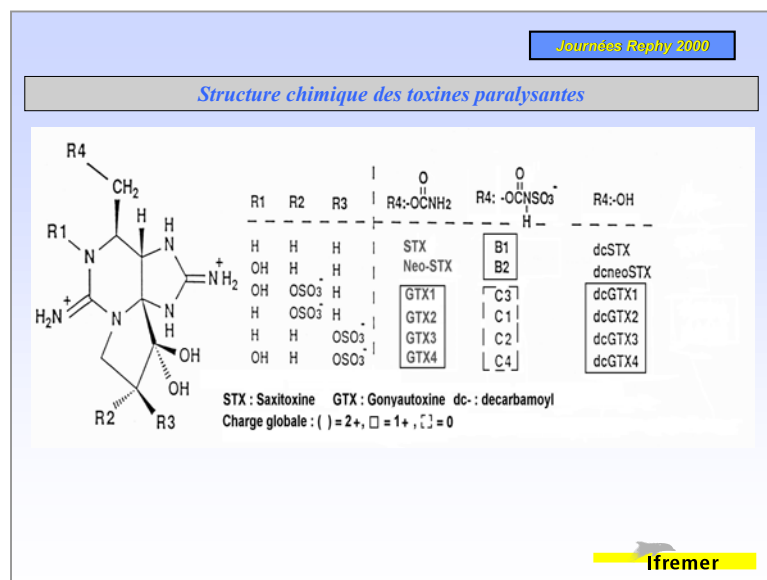 Journées Rephy 2000
Structure chimique des toxines paralysantes
R4
CH2
R1
H
H
N
N
NH2
+
+
H2N
N
N
H
OH
OH
R2
R3
R1 R2 R3 R4:-OCNH2 R4: -OCNSO3- R4:-OH
O
O
H
H H H STX B1 dcSTX
OH H H Neo-STX B2 dcneoSTX
OH OSO3- H GTX1 C3 dcGTX1
H OSO3- H GTX2 C1 dcGTX2
H H OSO3- GTX3 C2 dcGTX3
OH H OSO3- GTX4 C4 dcGTX4
STX : Saxitoxine GTX : Gonyautoxine dc- : decarbamoyl
Charge globale : ( ) = 2+, □ = 1+ , [ ] = 0
Ifremer